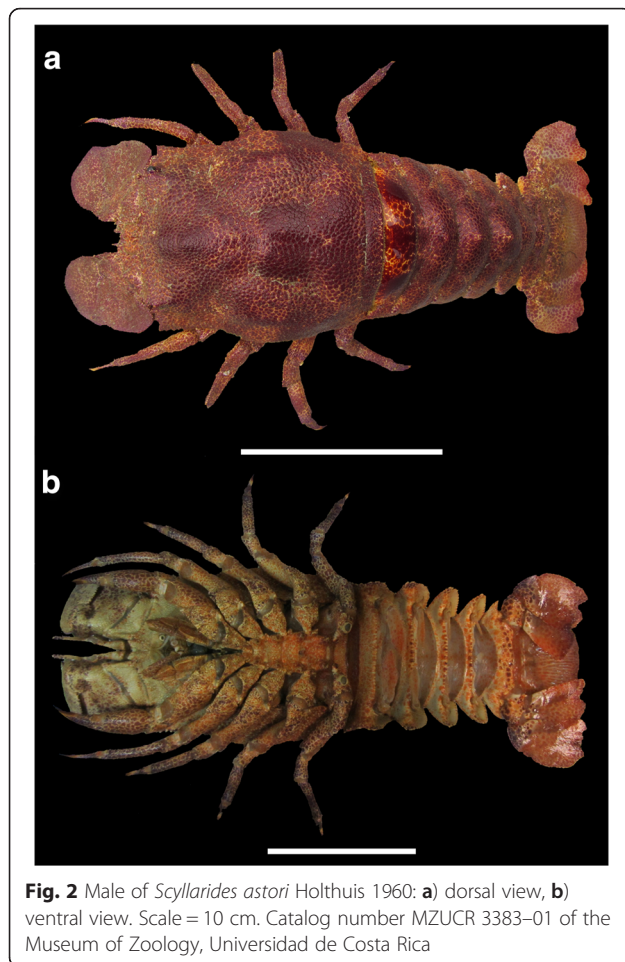 a
b
Fig. 2 Male of Scyllarides astori Holthuis 1960: a) dorsal view, b)
ventral view. Scale = 10 cm. Catalog number MZUCR 3383–01 of the
Museum of Zoology, Universidad de Costa Rica